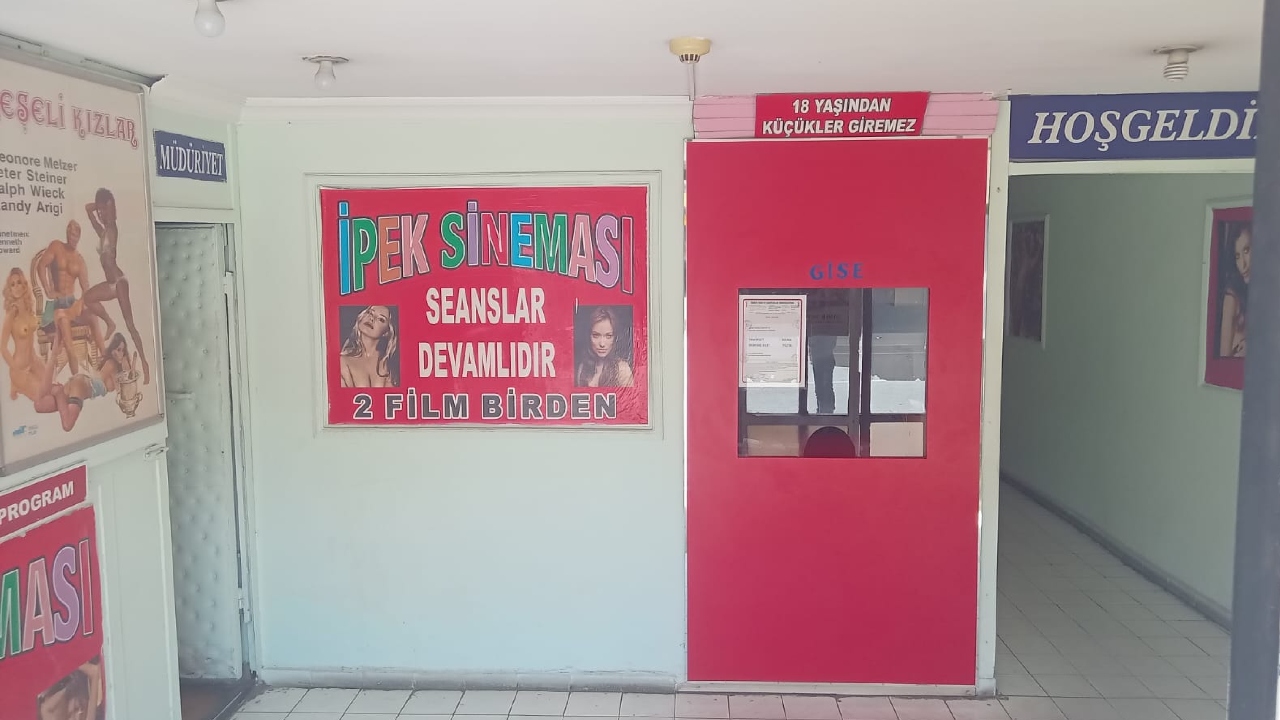 EŞELİ KIZLAR
eonore Melzer
eter Steiner
alph Wieck
andy Arigi
MÜDÜRİYET
PROGRAM
MASI
İPEK SİNEMASI
SEANSLAR
DEVAMLIDIR
2 FİLM BİRDEN
18 YAŞINDAN
KÜÇÜKLER GİREMEZ
GİŞE
HOŞGELDİ